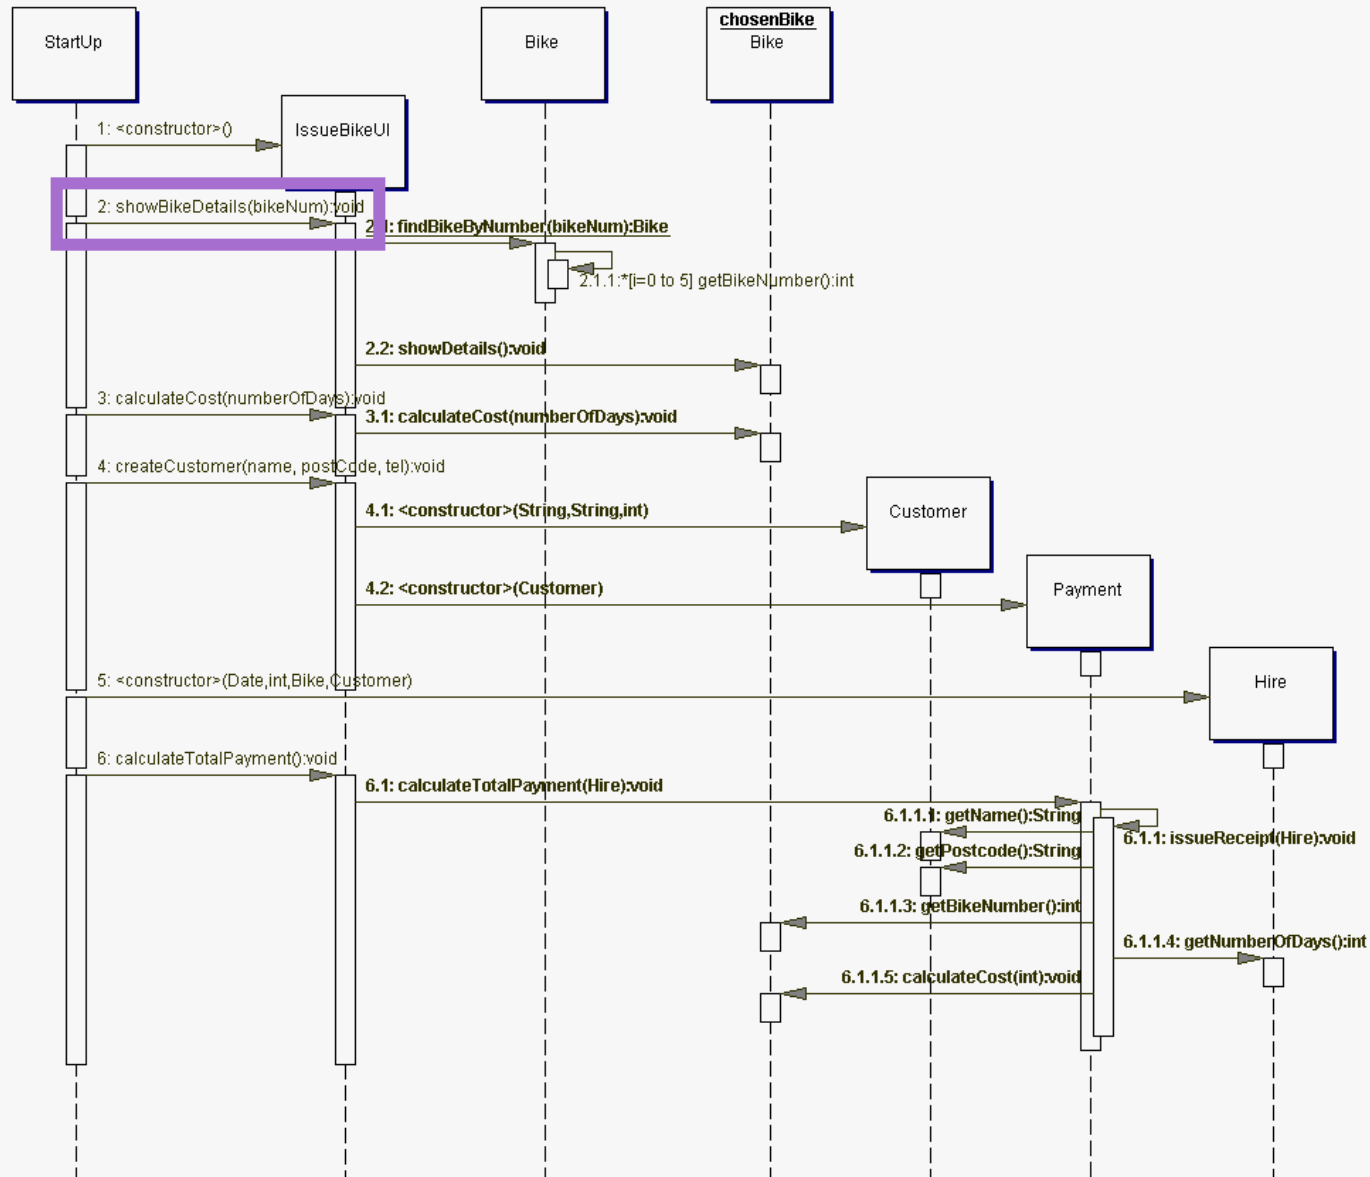 StartUp
Bike
chosenBike
Bike
1: <constructor>()
IssueBikeUI
2: showBikeDetails(bikeNum):void
2.1: findBikeByNumber(bikeNum):Bike
2.1.1:*[i=0 to 5] getBikeNumber():int
2.2: showDetails():void
3: calculateCost(numberOfDays):void
3.1: calculateCost(numberOfDays):void
4: createCustomer(name, postCode, tel):void
4.1: <constructor>(String,String,int)
Customer
4.2: <constructor>(Customer)
Payment
5: <constructor>(Date,int,Bike,Customer)
Hire
6: calculateTotalPayment():void
6.1: calculateTotalPayment(Hire):void
6.1.1.1: getName():String
6.1.1: issueReceipt(Hire):void
6.1.1.2: getPostcode():String
6.1.1.3: getBikeNumber():int
6.1.1.4: getNumberOfDays():int
6.1.1.5: calculateCost(int):void